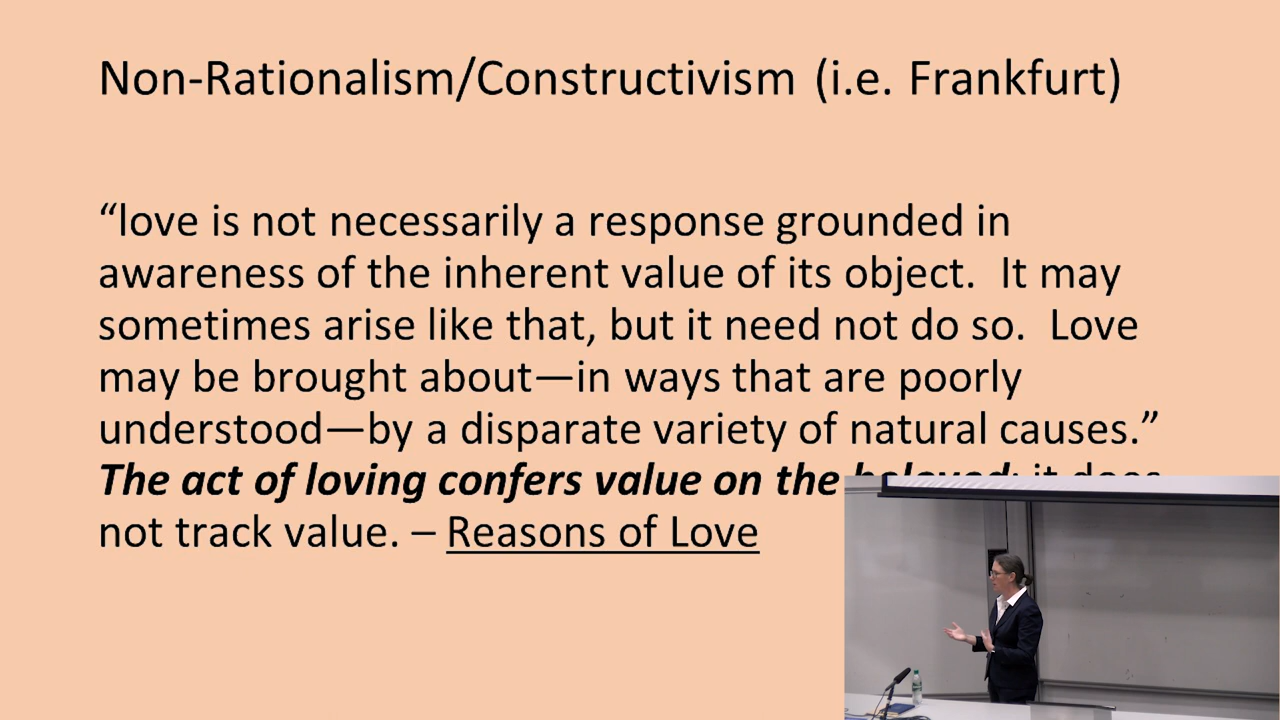 Non-Rationalism/Constructivism (i.e. Frankfurt)
“love is not necessarily a response grounded in
awareness of the inherent value of its object.  It may
sometimes arise like that, but it need not do so.  Love
may be brought about—in ways that are poorly
understood—by a disparate variety of natural causes.”
The act of loving confers value on the beloved; it does
not track value. – Reasons of Love